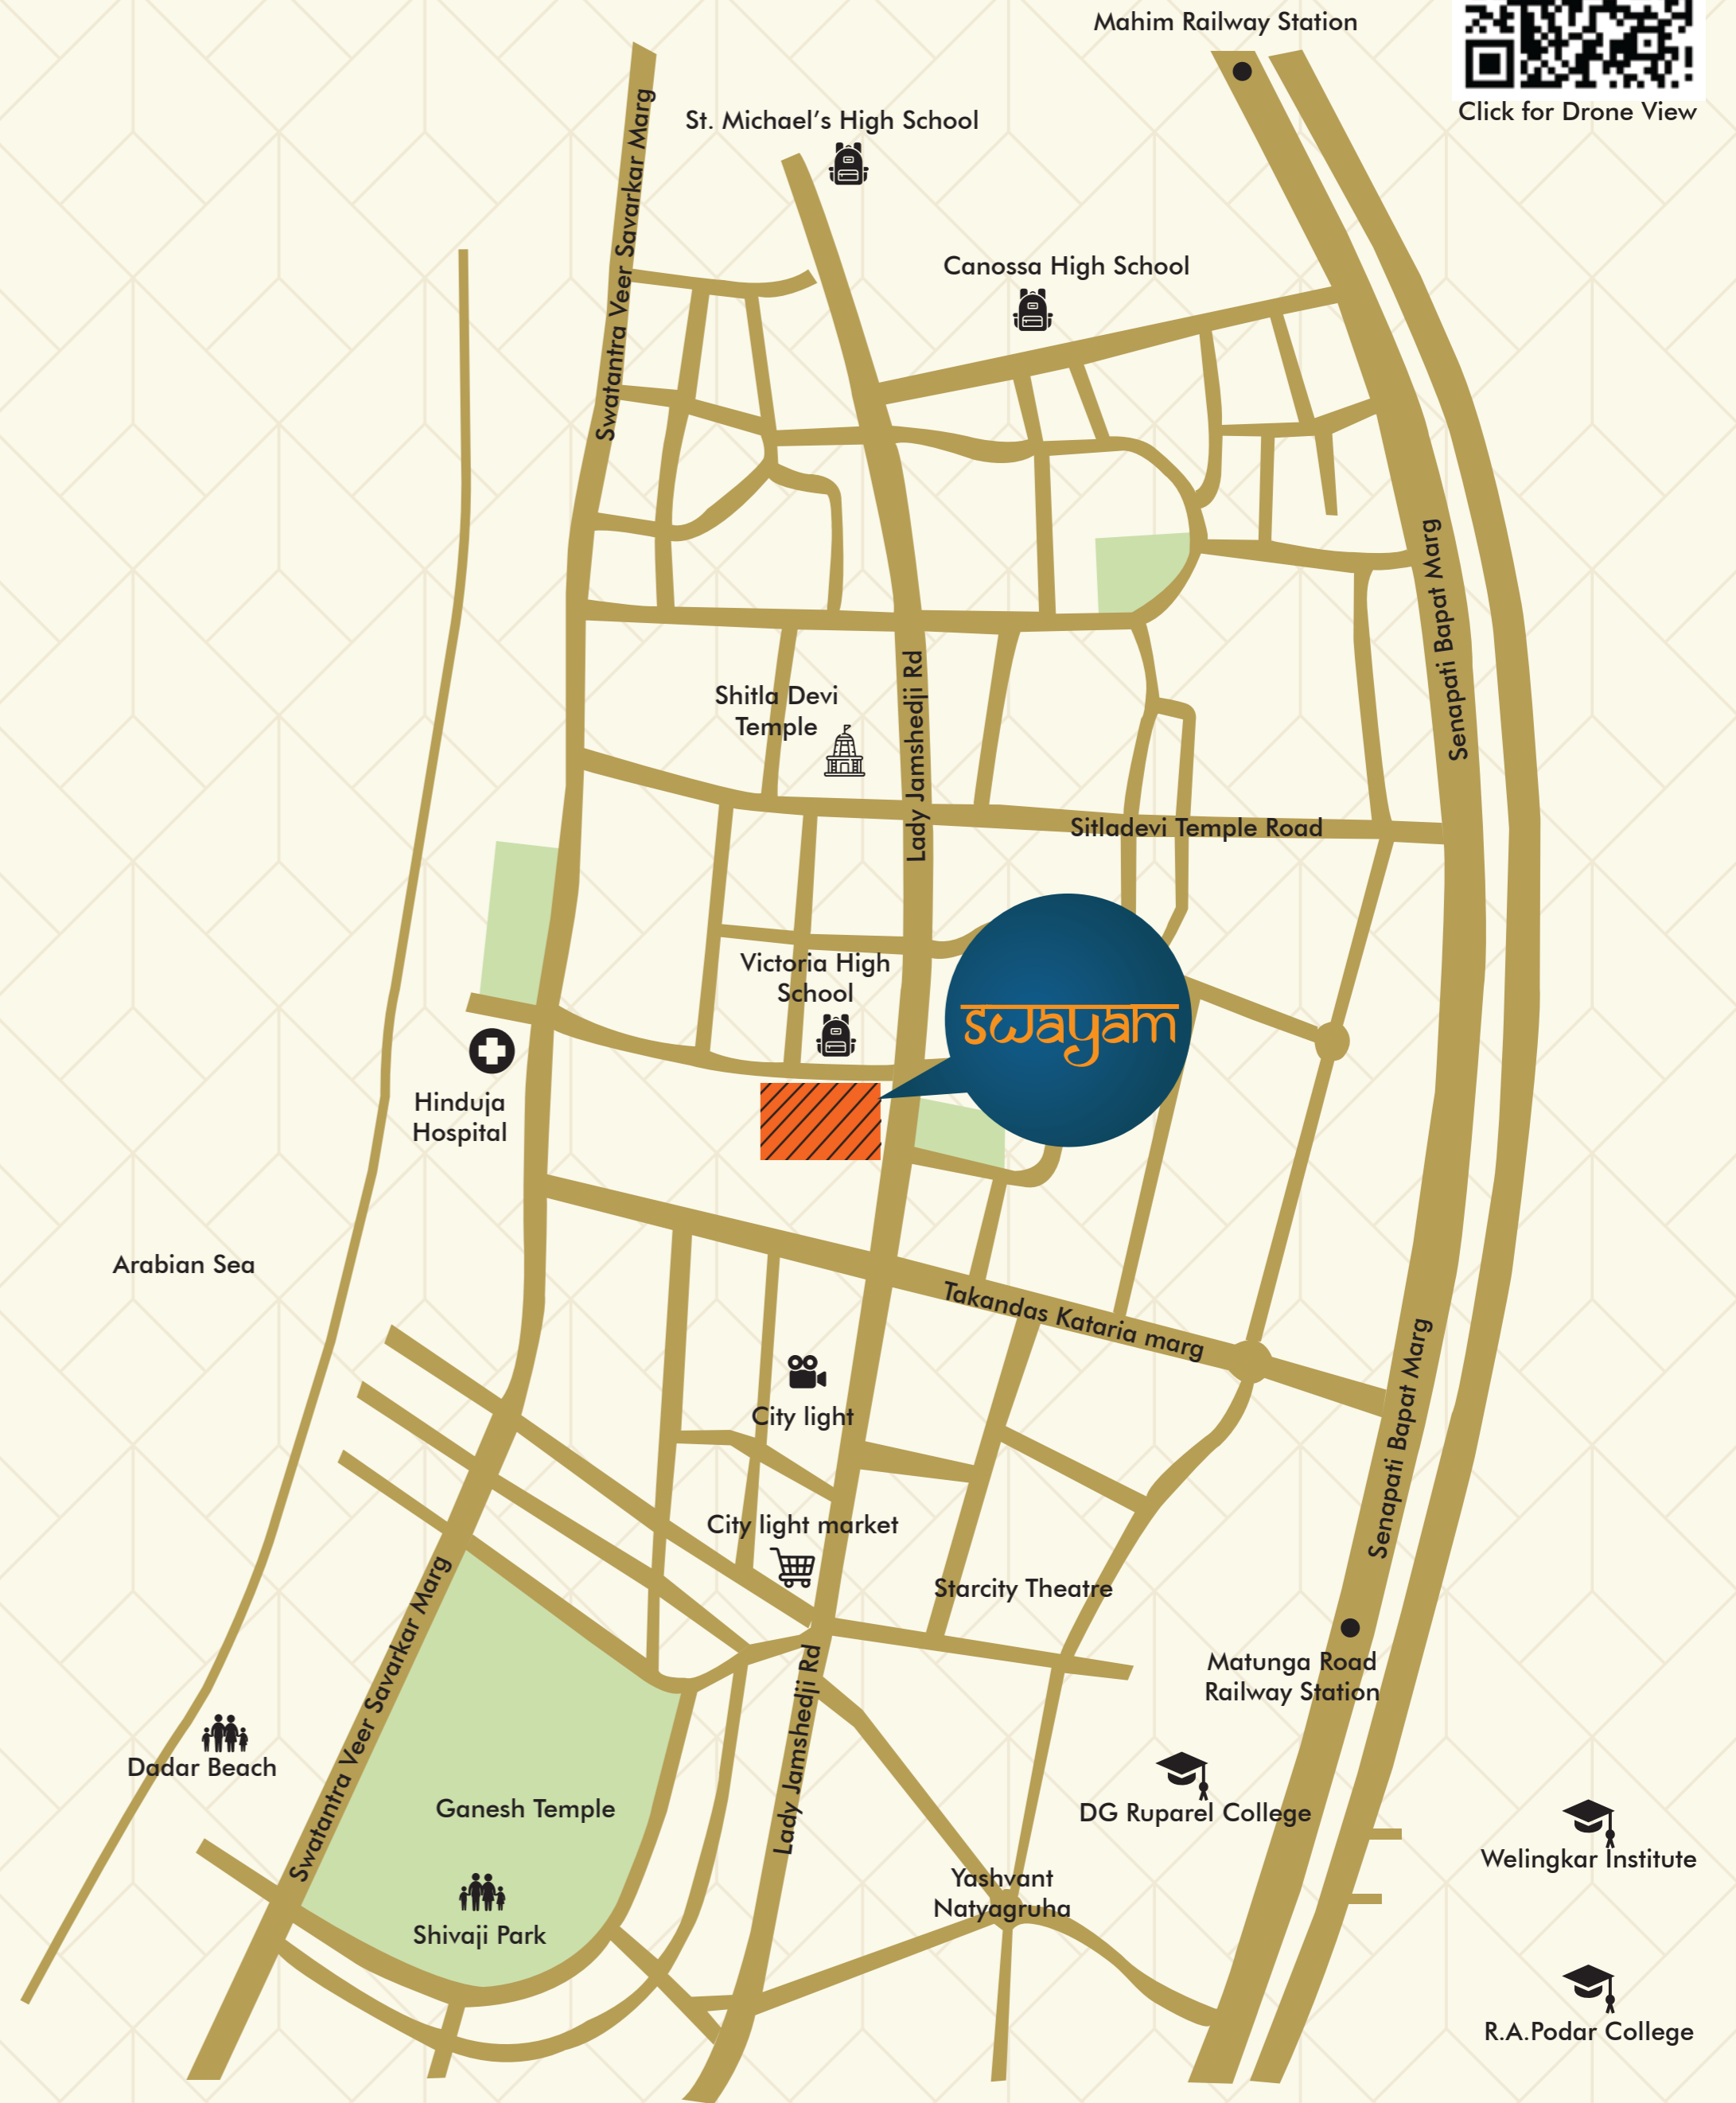 Mahim Railway Station
Click for Drone View
St. Michael's High School
Swatantra Veer Savarkar Marg
Canossa High School
Senapati Bapat Marg
Shitla Devi
Temple
Lady Jamshedji Rd
Sitladevi Temple Road
Victoria High
School
swayam
Hinduja
Hospital
Arabian Sea
Takandas Kataria marg
City light
Senapati Bapat Marg
City light market
Starcity Theatre
Swatantra Veer Savarkar Marg
Lady Jamshedji Rd
Matunga Road
Railway Station
Dadar Beach
Ganesh Temple
DG Ruparel College
Welingkar Institute
Yashvant
Natyagruha
Shivaji Park
R.A.Podar College